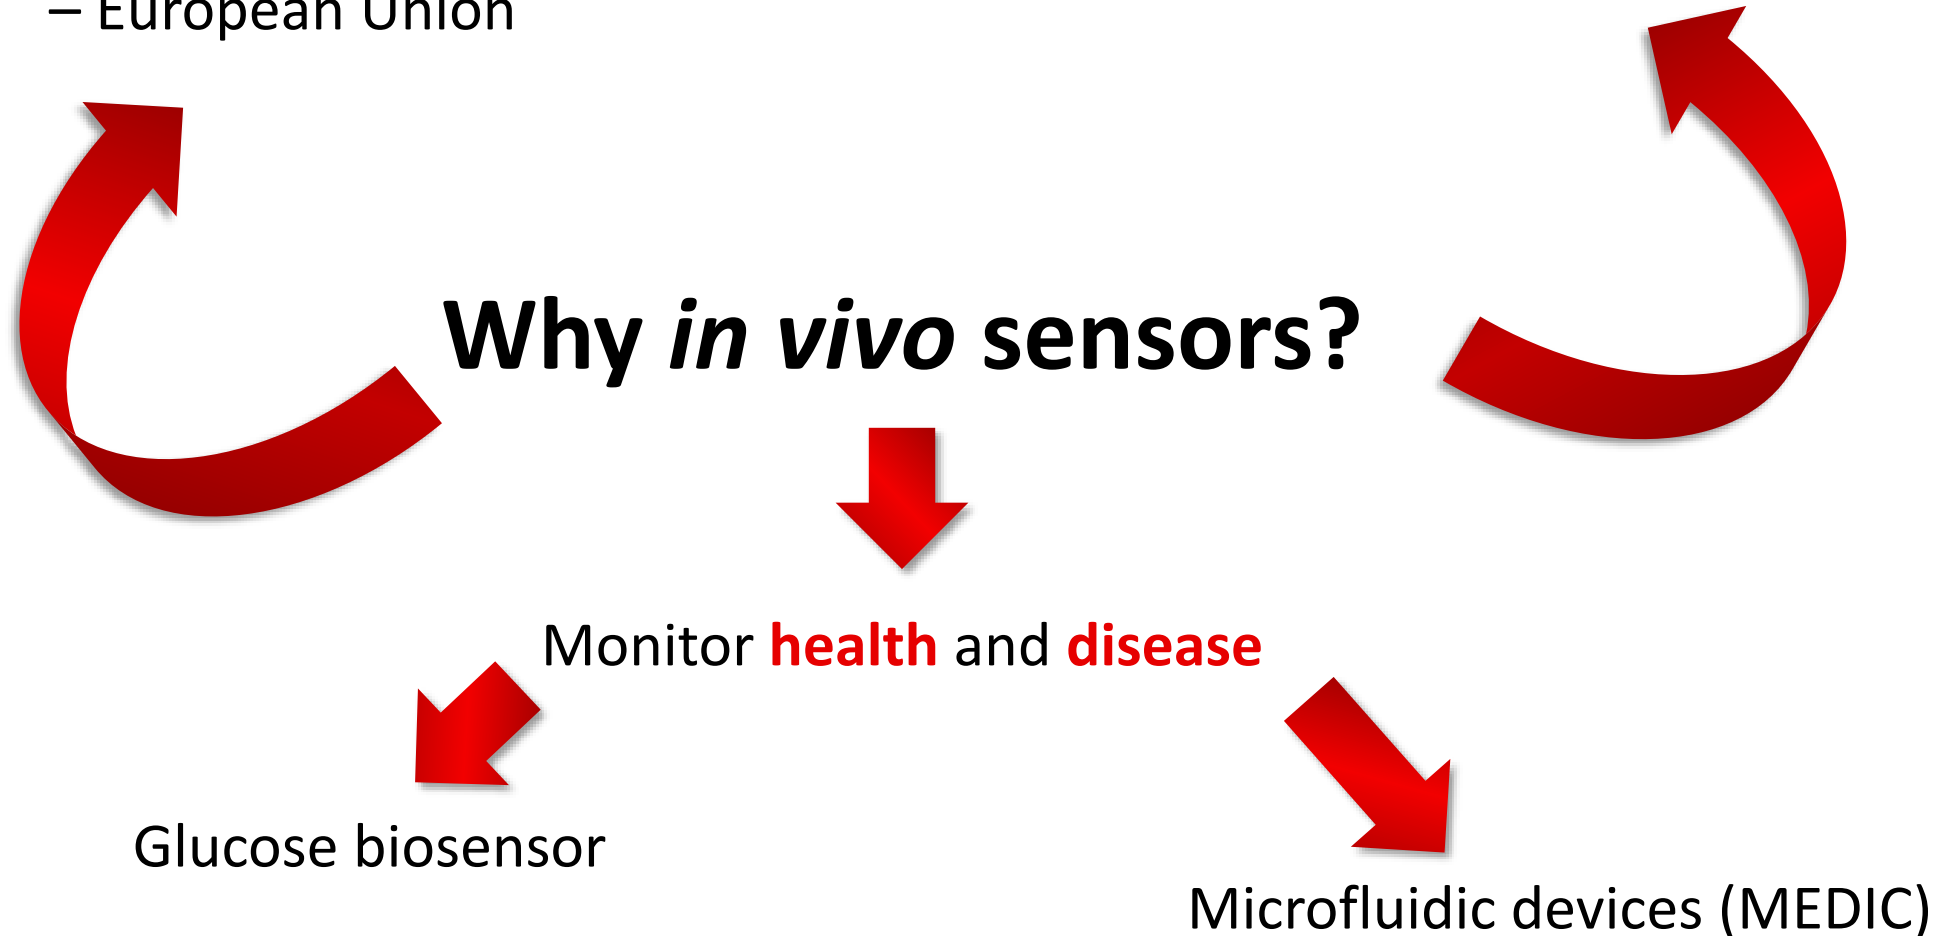 – European Union
Why in vivo sensors?
Monitor health and disease
Glucose biosensor
Microfluidic devices (MEDIC)